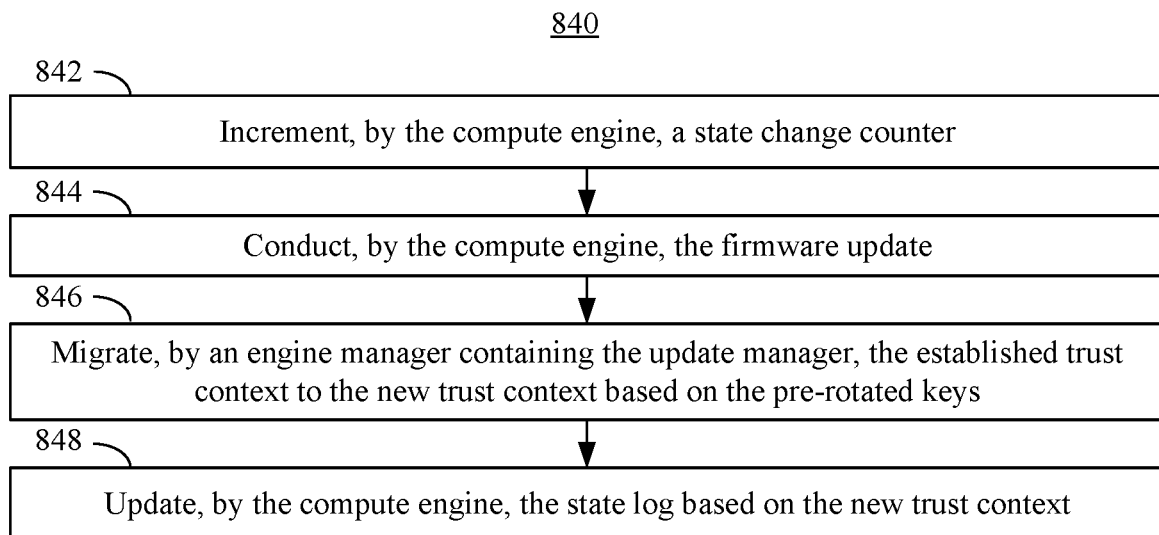 840
842
Increment, by the compute engine, a state change counter
844
Conduct, by the compute engine, the firmware update
846
Migrate, by an engine manager containing the update manager, the established trust
context to the new trust context based on the pre-rotated keys
848
Update, by the compute engine, the state log based on the new trust context